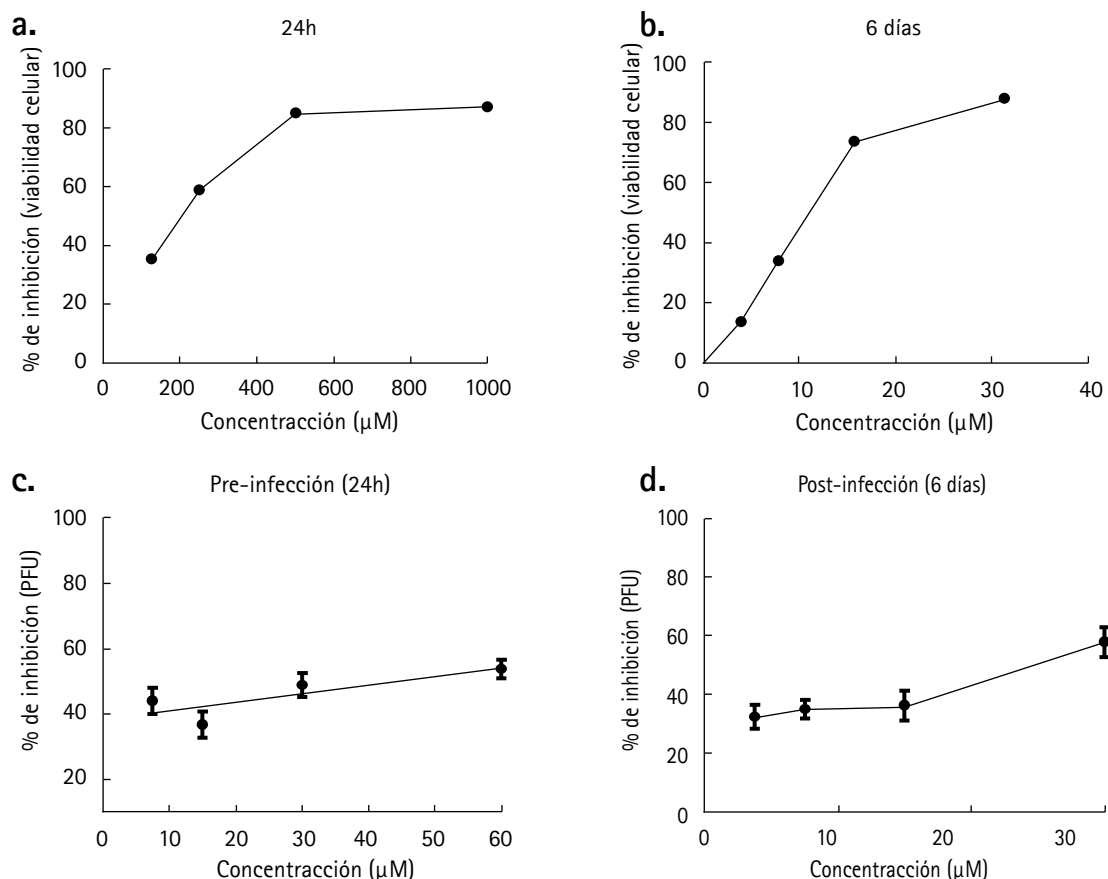 a.
24h
% de inhibición (viabilidad celular)
100
80
60
40
20
0
0
200
400
600
800
1000
Concentracción (µM)
b.
6 días
% de inhibición (viabilidad celular)
100
80
60
40
20
0
0
10
20
30
40
Concentracción (µM)
c.
Pre-infección (24h)
% de inhibición (PFU)
100
80
60
40
20
0
10
20
30
40
50
60
Concentracción (µM)
d.
Post-infección (6 días)
% de inhibición (PFU)
100
80
60
40
20
0
0
10
20
30
Concentracción (µM)